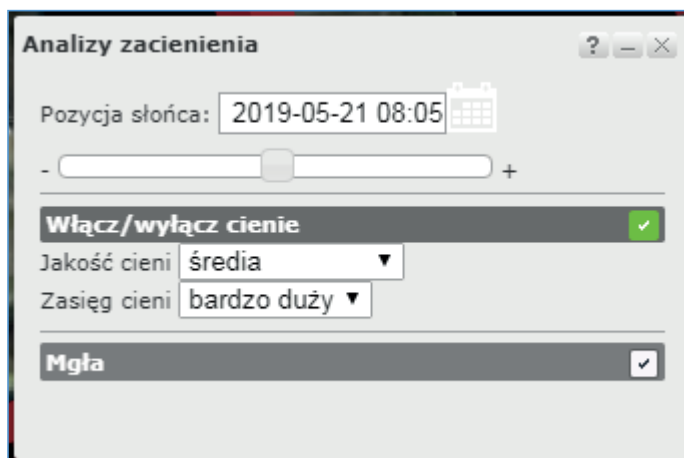 Analizy zacienienia ?
Pozycja słońca: 2019-05-21 08:05
- +
Włącz/wyłącz cienie
Jakość cieni średia
Zasięg cieni bardzo duży
Mgła